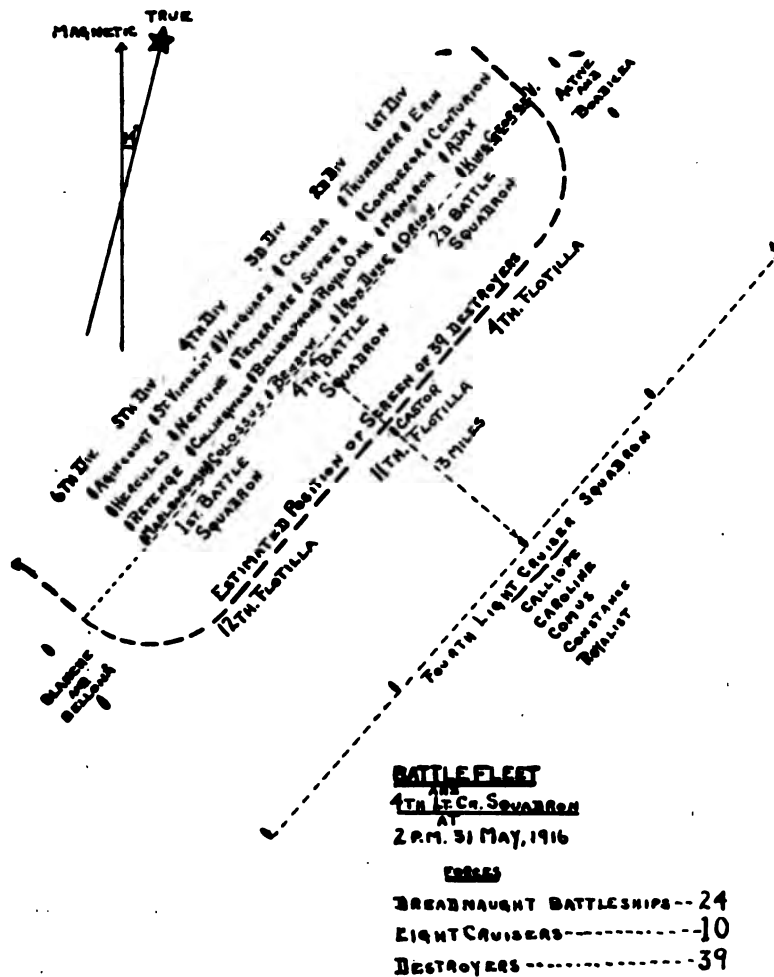 MAGNETIC
TRUE
13°
ACTIVE
AND
BOADICEA
1ST DIV
THUNDERER ERIN
CONQUEROR CENTURION
MONARCH AJAX
ORION KING GEORGE V.
2D DIV
2D BATTLE
SQUADRON
3D DIV
VANGUARD CANADA
TEMERAIRE SUPERB
BELLEROPHON ROYAL OAK
BENBOW IRON DUKE
4TH DIV
4TH BATTLE
SQUADRON
5TH DIV
AGINCOURT ST VINCENT
HERCULES NEPTUNE
REVENGE COLLINGWOOD
MARLBOROUGH COLOSSUS
6TH DIV.
1ST. BATTLE
SQUADRON
ESTIMATED POSITION OF SCREEN OF 39 DESTROYERS
4TH. FLOTILLA
CASTOR
11TH. FLOTILLA
12TH. FLOTILLA
13 MILES
BLANCHE
AND
BELLONA
FOURTH LIGHT CRUISER SQUADRON
CALLIOPE
CAROLINE
COMUS
CONSTANCE
ROYALIST
BATTLE FLEET
AND
4TH LT. CR. SQUADRON
AT
2 P.M. 31 MAY, 1916
FORCES
DREADNAUGHT BATTLESHIPS -- 24
LIGHT CRUISERS ---------- 10
DESTROYERS ------------- 39